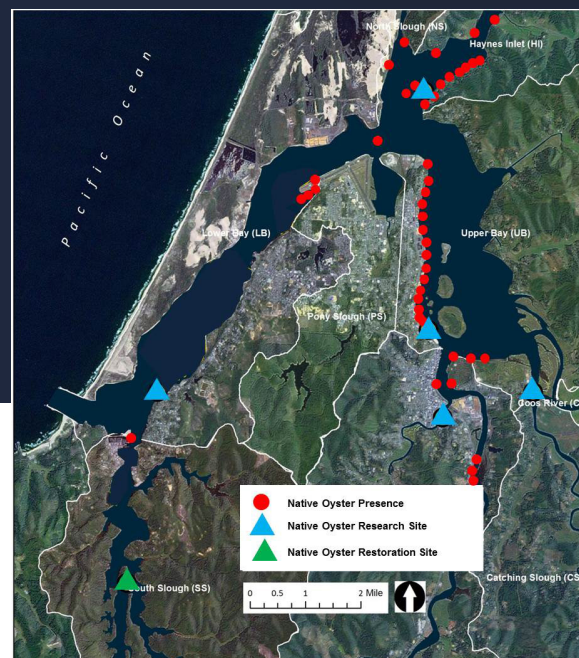 North Slough (NS)
Haynes Inlet (HI)
Pacific Ocean
Lower Bay (LB)
Upper Bay (UB)
Pony Slough (PS)
Coos River (C
Native Oyster Presence
Native Oyster Research Site
Native Oyster Restoration Site
South Slough (SS)
Catching Slough (CS
0 0.5 1 2 Mile